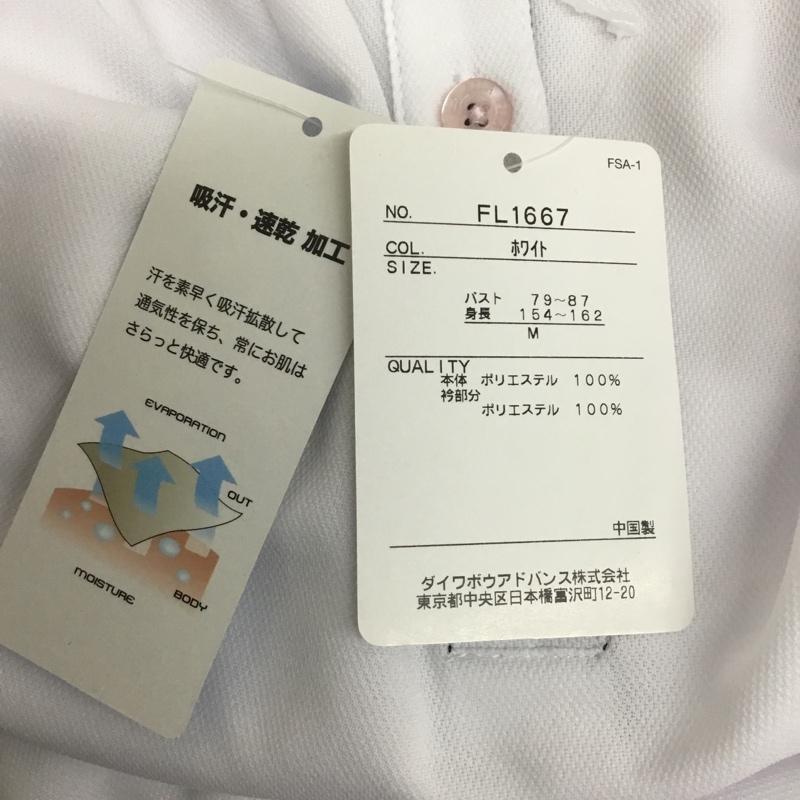 吸汗・速乾 加工
汗を素早く吸汗拡散して
通気性を保ち、常にお肌は
さらっと快適です。
EVAPORATION
OUT
MOISTURE
BODY
FSA-1
NO. FL1667
COL. ホワイト
SIZE.
バスト 79～87
身長 154～162
M
QUALITY
本体 ポリエステル 100%
衿部分
ポリエステル 100%
中国製
ダイワボウアドバンス株式会社
東京都中央区日本橋富沢町12-20